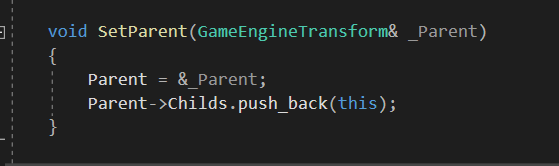 void SetParent(GameEngineTransform& _Parent)
{
Parent = &_Parent;
Parent->Childs.push_back(this);
}